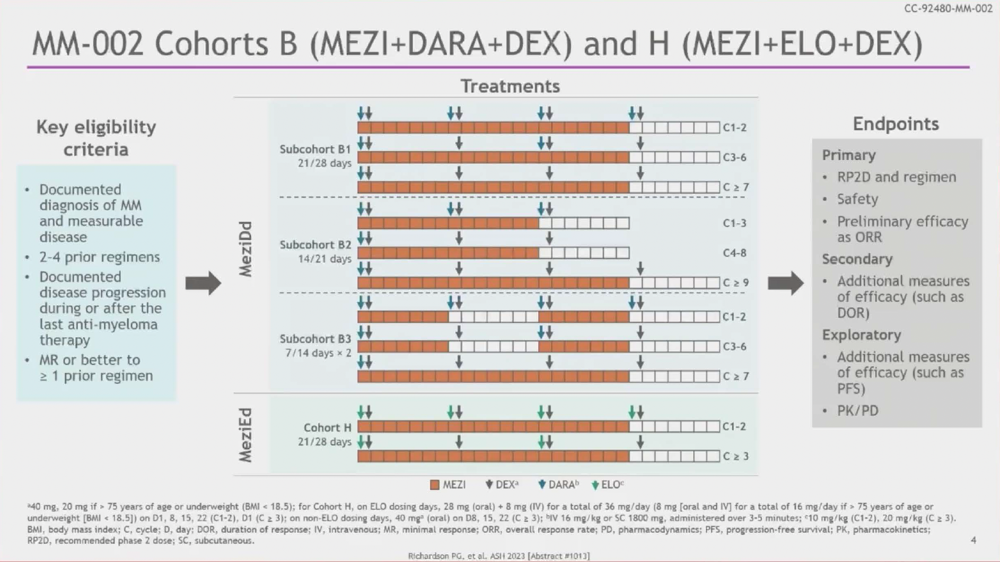 CC-92480-MM-002
MM-002 Cohorts B (MEZI+DARA+DEX) and H (MEZI+ELO+DEX)
Key eligibility
criteria
• Documented
diagnosis of MM
and measurable
disease
• 2-4 prior regimens
• Documented
disease progression
during or after the
last anti-myeloma
therapy
• MR or better to
≥ 1 prior regimen
Treatments
MeziDd
Subcohort B1
21/28 days
C1-2
C3-6
C ≥ 7
Subcohort B2
14/21 days
C1-3
C4-8
C ≥ 9
Subcohort B3
7/14 days × 2
C1-2
C3-6
C ≥ 7
MeziEd
Cohort H
21/28 days
C1-2
C ≥ 3
MEZI DEXᵃ DARAᵇ ELOᶜ
Endpoints
Primary
• RP2D and regimen
• Safety
• Preliminary efficacy
as ORR
Secondary
• Additional measures
of efficacy (such as
DOR)
Exploratory
• Additional measures
of efficacy (such as
PFS)
• PK/PD
ᵃ40 mg, 20 mg if > 75 years of age or underweight (BMI < 18.5); for Cohort H, on ELO dosing days, 28 mg (oral) + 8 mg (IV) for a total of 36 mg/day (8 mg [oral and IV] for a total of 16 mg/day if > 75 years of age or
underweight [BMI < 18.5]) on D1, 8, 15, 22 (C1-2), D1 (C ≥ 3); on non-ELO dosing days, 40 mgᵃ (oral) on D8, 15, 22 (C ≥ 3); ᵇIV 16 mg/kg or SC 1800 mg, administered over 3-5 minutes; ᶜ10 mg/kg (C1-2), 20 mg/kg (C ≥ 3).
BMI, body mass index; C, cycle; D, day; DOR, duration of response; IV, intravenous; MR, minimal response; ORR, overall response rate; PD, pharmacodynamics; PFS, progression-free survival; PK, pharmacokinetics;
RP2D, recommended phase 2 dose; SC, subcutaneous.
4
Richardson PG, et al. ASH 2023 [Abstract #1013]